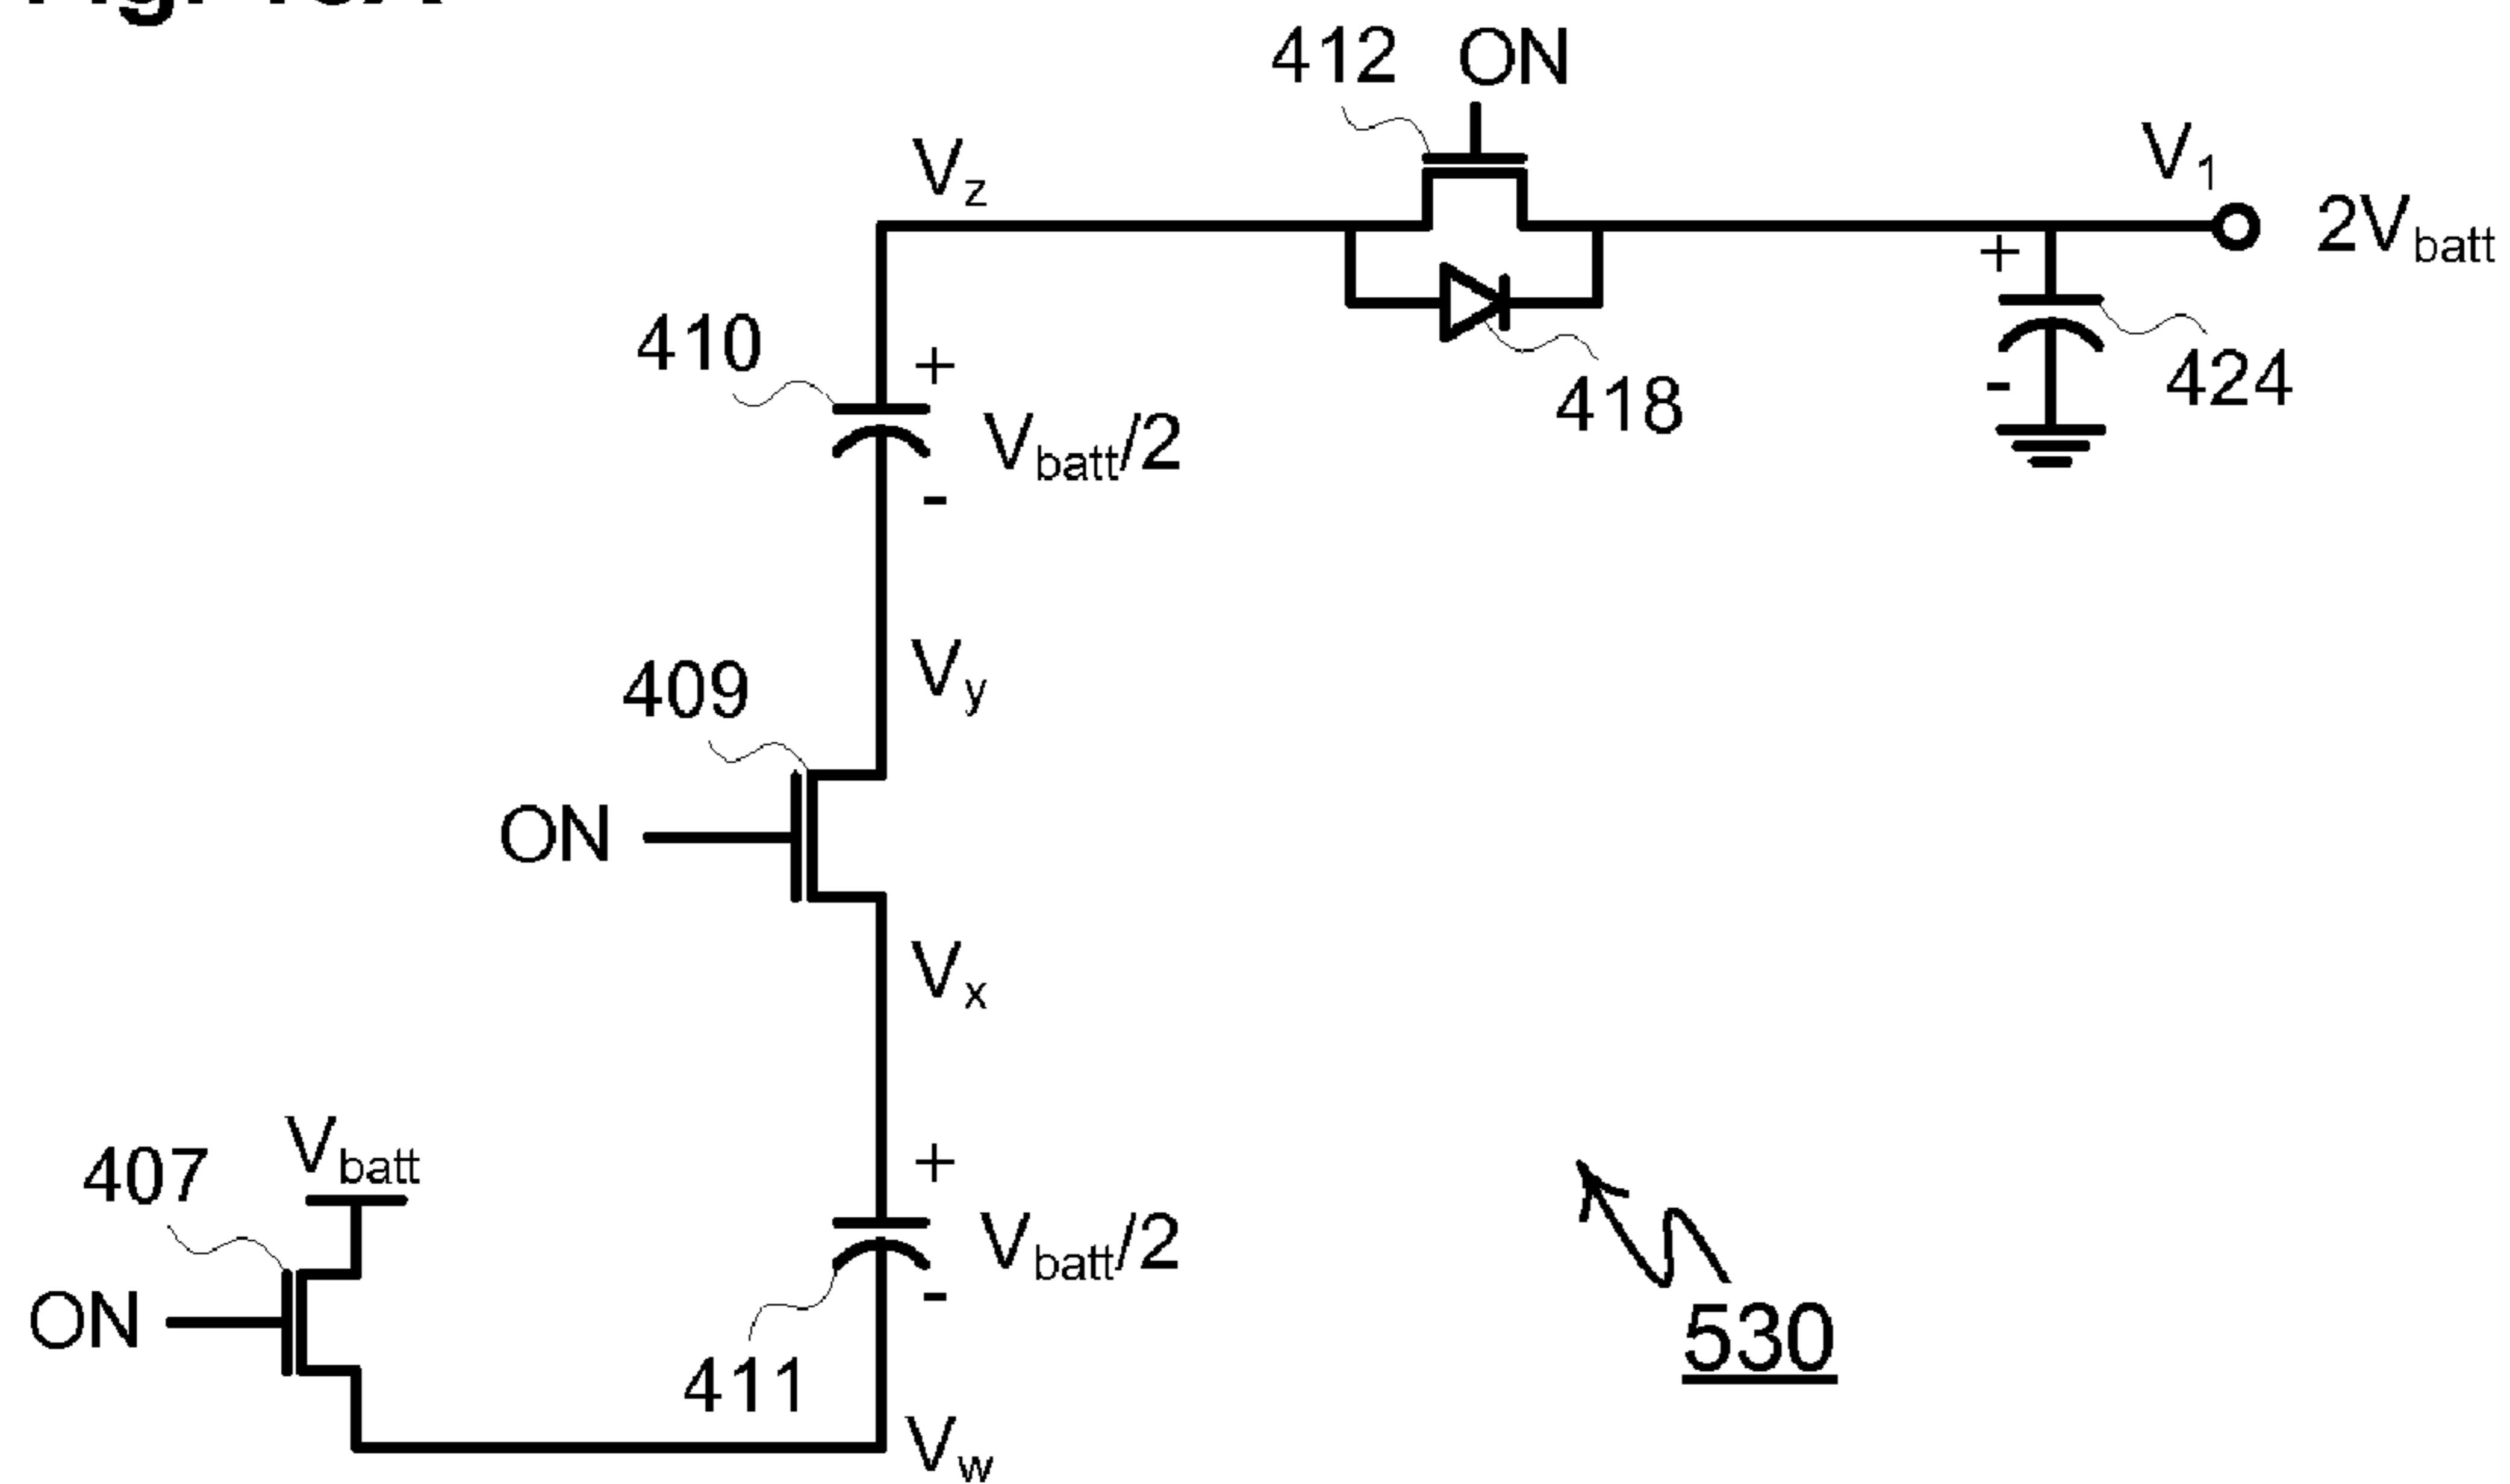 412 ON
Vz
V1
2Vbatt
410
+
Vbatt/2
-
418
+
-
424
409
Vy
ON
Vx
407
Vbatt
ON
+
Vbatt/2
-
411
Vw
530